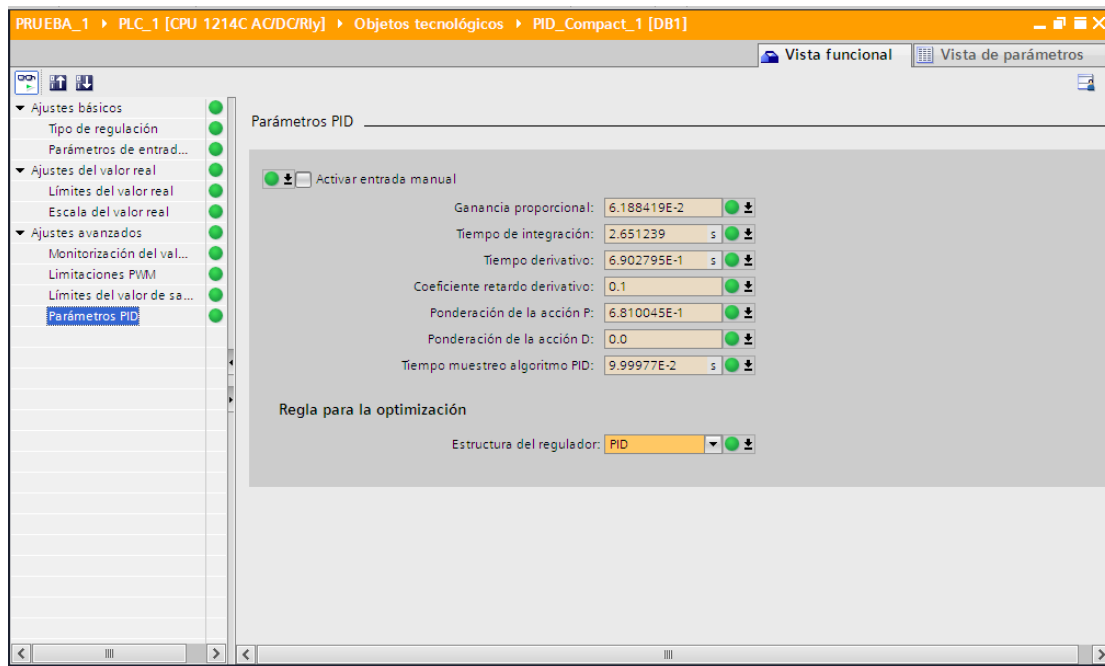 PRUEBA_1 ▸ PLC_1 [CPU 1214C AC/DC/Rly] ▸ Objetos tecnológicos ▸ PID_Compact_1 [DB1]
Vista funcional
Vista de parámetros
Ajustes básicos
Tipo de regulación
Parámetros de entrad...
Ajustes del valor real
Límites del valor real
Escala del valor real
Ajustes avanzados
Monitorización del val...
Limitaciones PWM
Límites del valor de sa...
Parámetros PID
Parámetros PID
Activar entrada manual
Ganancia proporcional: 6.188419E-2
Tiempo de integración: 2.651239 s
Tiempo derivativo: 6.902795E-1 s
Coeficiente retardo derivativo: 0.1
Ponderación de la acción P: 6.810045E-1
Ponderación de la acción D: 0.0
Tiempo muestreo algoritmo PID: 9.99977E-2 s
Regla para la optimización
Estructura del regulador: PID